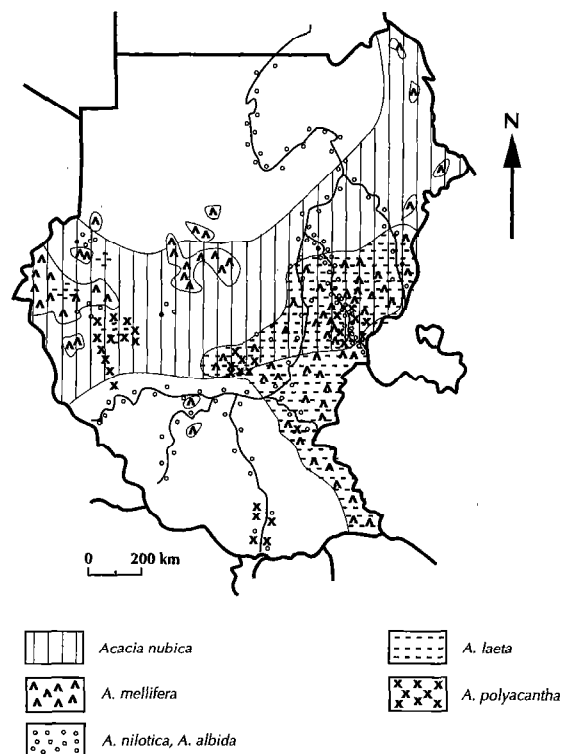 N
0 200 km
Acacia nubica
A. laeta
A. mellifera
A. polyacantha
A. nilotica, A. albida